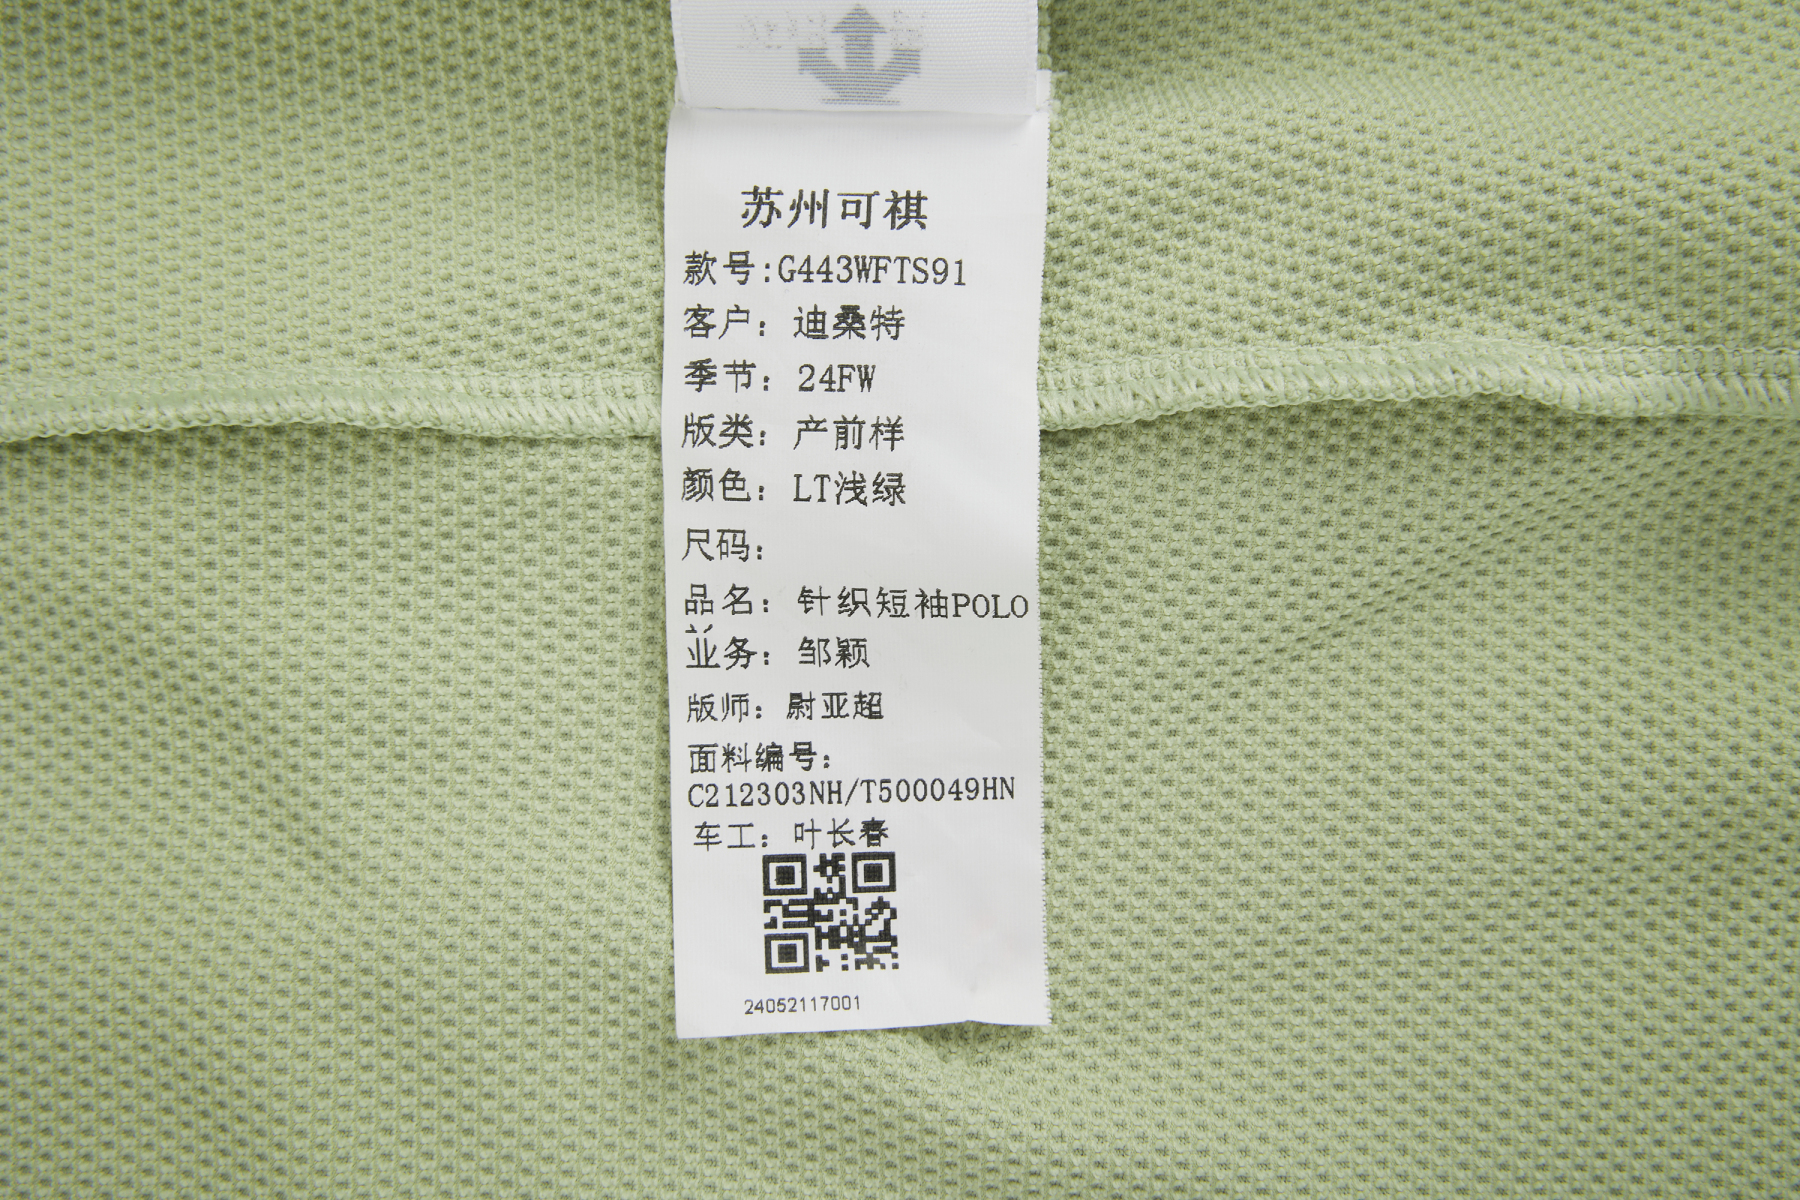 苏州可祺
款号:G443WFTS91
客户：迪桑特
季节：24FW
版类：产前样
颜色：LT浅绿
尺码：
品名：针织短袖POLO
业务：邹颖
版师：尉亚超
面料编号：
C212303NH/T500049HN
车工：叶长春
24052117001